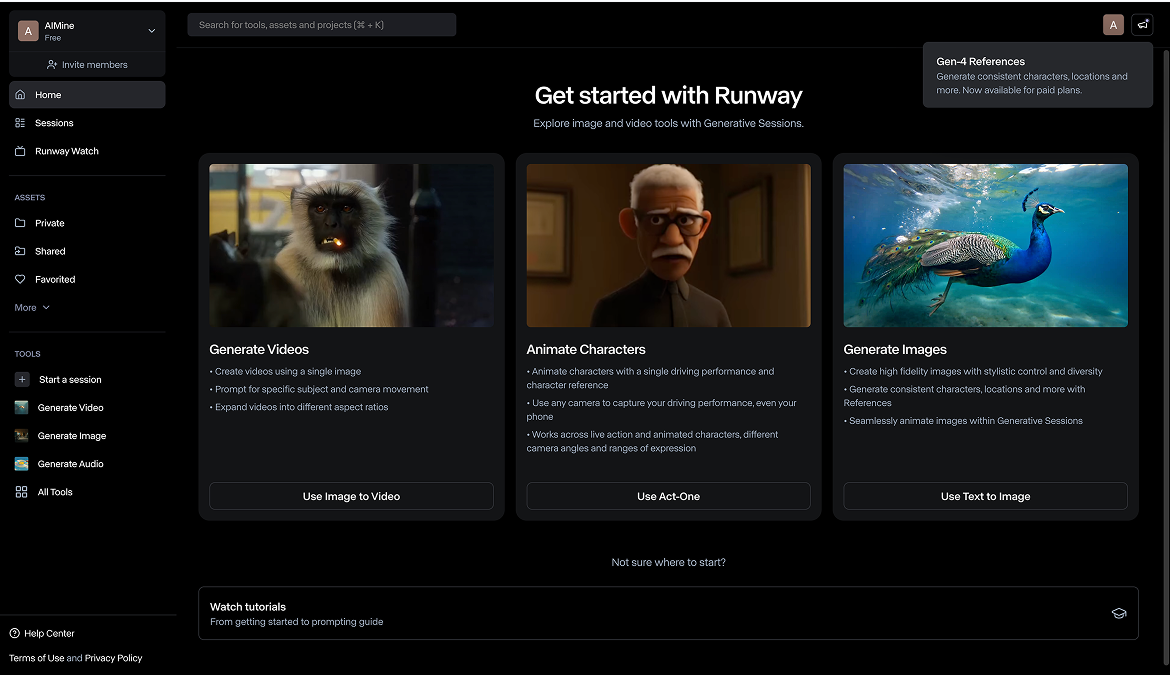 A
AIMine
Free
Invite members
Home
Sessions
Runway Watch
ASSETS
Private
Shared
Favorited
More
TOOLS
Start a session
Generate Video
Generate Image
Generate Audio
All Tools
Help Center
Terms of Use and Privacy Policy
Search for tools, assets and projects (⌘ + K)
A
Gen-4 References
Generate consistent characters, locations and
more. Now available for paid plans.
Get started with Runway
Explore image and video tools with Generative Sessions.
Generate Videos
• Create videos using a single image
• Prompt for specific subject and camera movement
• Expand videos into different aspect ratios
Use Image to Video
Animate Characters
• Animate characters with a single driving performance and
character reference
• Use any camera to capture your driving performance, even your
phone
• Works across live action and animated characters, different
camera angles and ranges of expression
Use Act-One
Generate Images
• Create high fidelity images with stylistic control and diversity
• Generate consistent characters, locations and more with
References
• Seamlessly animate images within Generative Sessions
Use Text to Image
Not sure where to start?
Watch tutorials
From getting started to prompting guide